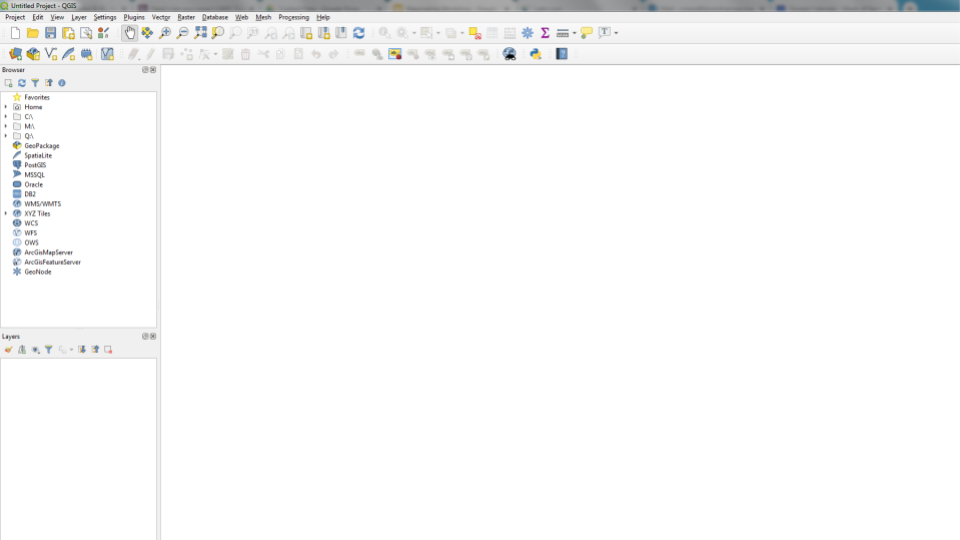 Untitled Project - QGIS
Project Edit View Layer Settings Plugins Vector Raster Database Web Mesh Processing Help
Browser
Favorites
Home
C:\
M:\
Q:\
GeoPackage
SpatiaLite
PostGIS
MSSQL
Oracle
DB2
WMS/WMTS
XYZ Tiles
WCS
WFS
OWS
ArcGisMapServer
ArcGisFeatureServer
GeoNode
Layers